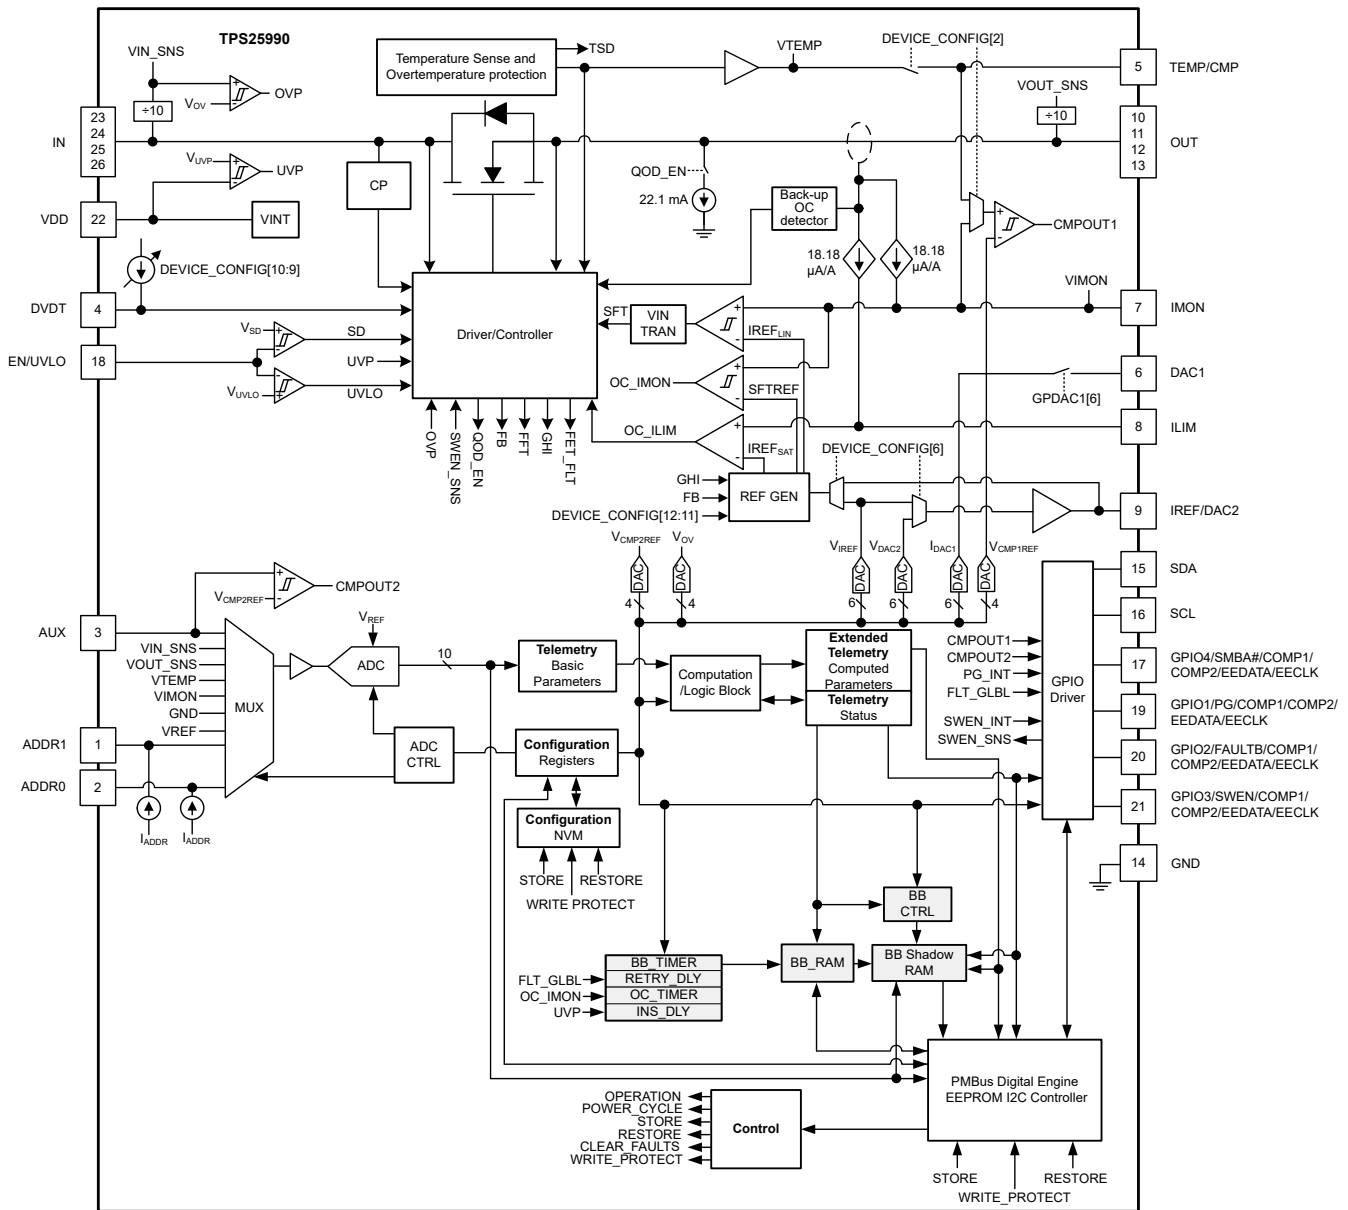 TPS25990
VIN_SNS
÷10
VOV
+
-
OVP
Temperature Sense and
Overtemperature protection
TSD
VTEMP
DEVICE_CONFIG[2]
5
TEMP/CMP
VOUT_SNS
÷10
IN
23
24
25
26
10
11
12
13
OUT
VUVP
+
-
UVP
CP
QOD_EN
22.1 mA
Back-up
OC
detector
+
-
CMPOUT1
VDD
22
VINT
18.18
µA/A
18.18
µA/A
DEVICE_CONFIG[10:9]
VIMON
DVDT
4
Driver/Controller
SFT
VIN
TRAN
+
-
IREFLIN
7
IMON
VSD
+
-
SD
EN/UVLO
18
UVP
VUVLO
-
+
UVLO
OC_IMON
+
-
SFTREF
6
DAC1
GPDAC1[6]
OC_ILIM
+
-
IREFSAT
8
ILIM
OVP
SWEN_SNS
QOD_EN
FB
FFT
GHI
FET_FLT
DEVICE_CONFIG[6]
GHI
FB
DEVICE_CONFIG[12:11]
REF GEN
9
IREF/DAC2
VCMP2REF
VOV
VIREF
VDAC2
IDAC1
VCMP1REF
DAC
DAC
DAC
DAC
DAC
DAC
4
4
6
6
6
4
15
SDA
16
SCL
+
-
VCMP2REF
CMPOUT2
AUX
3
VIN_SNS
VOUT_SNS
VTEMP
VIMON
GND
VREF
MUX
VREF
ADC
10
Telemetry
Basic
Parameters
Computation
/Logic Block
Extended
Telemetry
Computed
Parameters
Telemetry
Status
CMPOUT1
CMPOUT2
PG_INT
FLT_GLBL
SWEN_INT
SWEN_SNS
GPIO
Driver
17
GPIO4/SMBA#/COMP1/
COMP2/EEDATA/EECLK
19
GPIO1/PG/COMP1/COMP2/
EEDATA/EECLK
20
GPIO2/FAULTB/COMP1/
COMP2/EEDATA/EECLK
21
GPIO3/SWEN/COMP1/
COMP2/EEDATA/EECLK
ADDR1
1
ADDR0
2
ADC
CTRL
Configuration
Registers
IADDR
IADDR
Configuration
NVM
STORE
RESTORE
WRITE PROTECT
14
GND
BB
CTRL
BB_TIMER
RETRY_DLY
OC_TIMER
INS_DLY
FLT_GLBL
OC_IMON
UVP
BB_RAM
BB Shadow
RAM
PMBus Digital Engine
EEPROM I2C Controller
OPERATION
POWER_CYCLE
STORE
RESTORE
CLEAR_FAULTS
WRITE_PROTECT
Control
STORE
RESTORE
WRITE_PROTECT